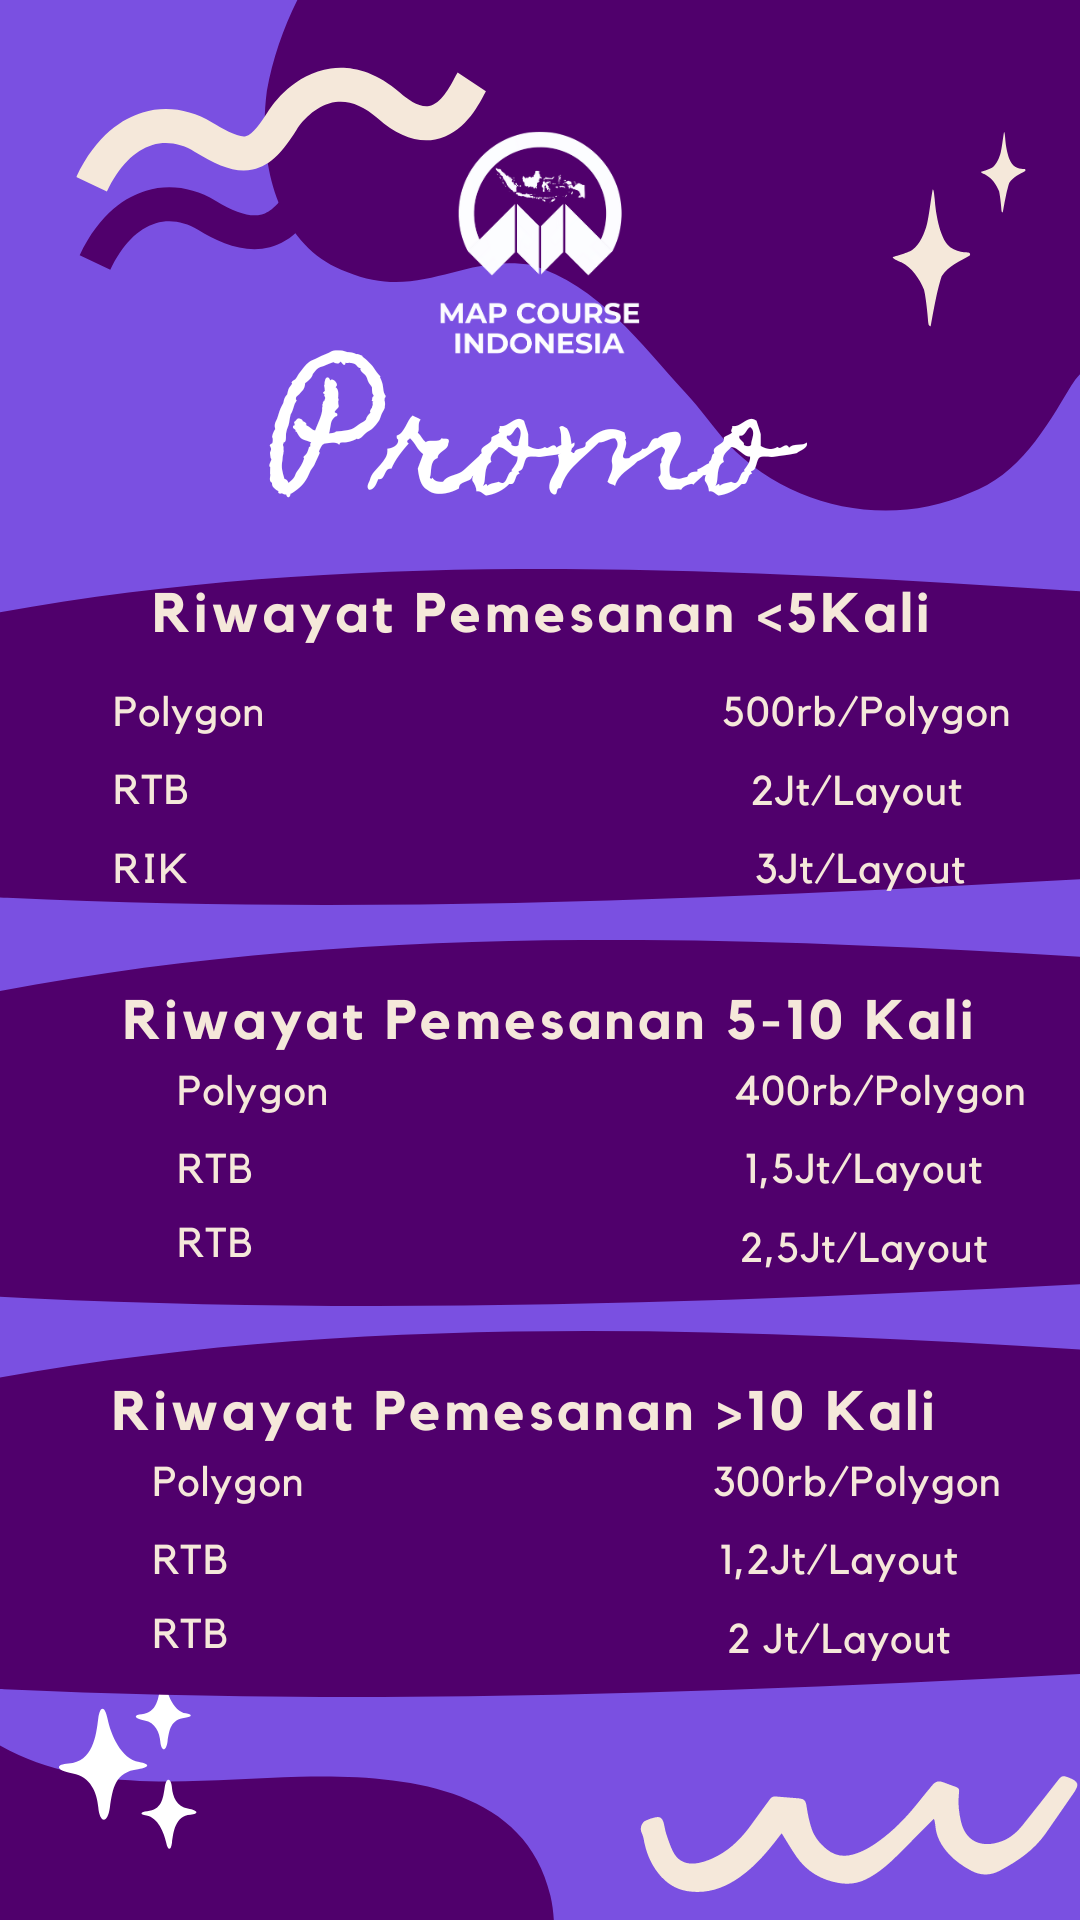 MAP COURSE
INDONESIA
Promo
Riwayat Pemesanan <5Kali
Polygon 500rb/Polygon
RTB 2Jt/Layout
RIK 3Jt/Layout
Riwayat Pemesanan 5-10 Kali
Polygon 400rb/Polygon
RTB 1,5Jt/Layout
RTB 2,5Jt/Layout
Riwayat Pemesanan >10 Kali
Polygon 300rb/Polygon
RTB 1,2Jt/Layout
RTB 2 Jt/Layout